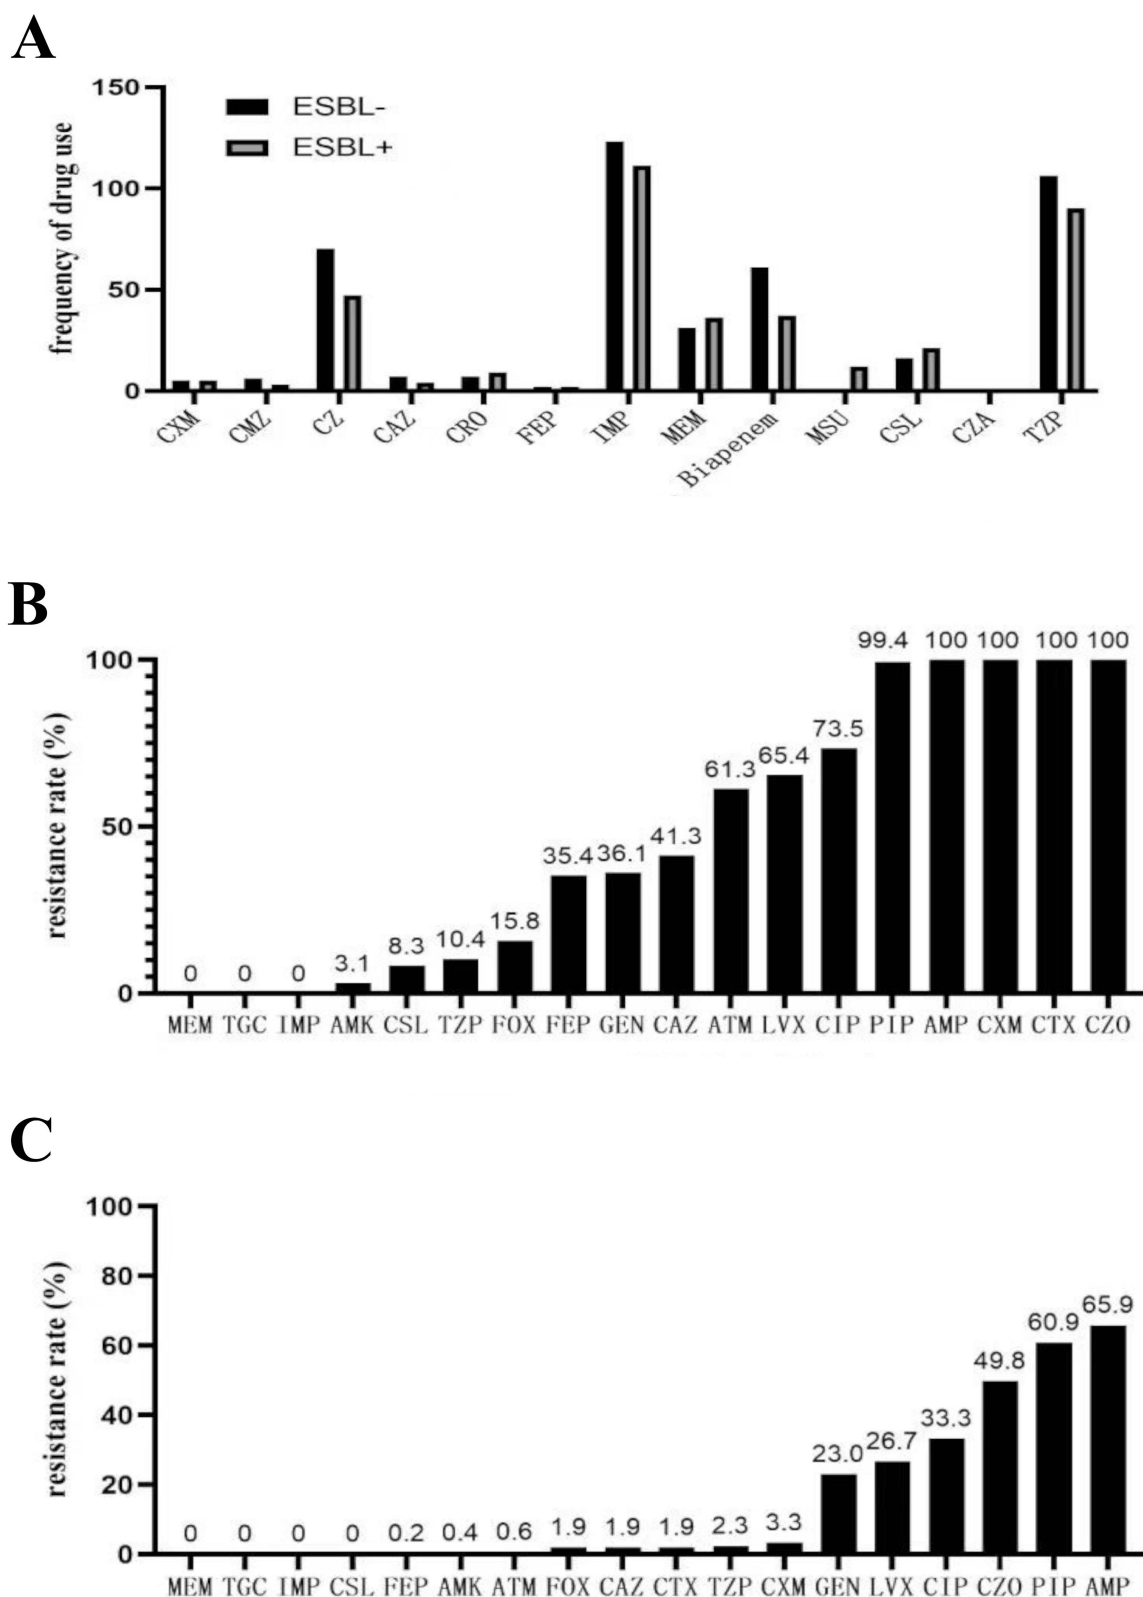 A
150
100
50
0
frequency of drug use
ESBL-
ESBL+
CXM CMZ CZ CAZ CRO FEP IMP MEM Biapenem MSU CSL CZA TZP
B
100
50
0
resistance rate (%)
0 0 0 3.1 8.3 10.4 15.8 35.4 36.1 41.3 61.3 65.4 73.5 99.4 100 100 100 100
MEM TGC IMP AMK CSL TZP FOX FEP GEN CAZ ATM LVX CIP PIP AMP CXM CTX CZO
C
100
80
60
40
20
0
resistance rate (%)
0 0 0 0 0.2 0.4 0.6 1.9 1.9 1.9 2.3 3.3 23.0 26.7 33.3 49.8 60.9 65.9
MEM TGC IMP CSL FEP AMK ATM FOX CAZ CTX TZP CXM GEN LVX CIP CZO PIP AMP